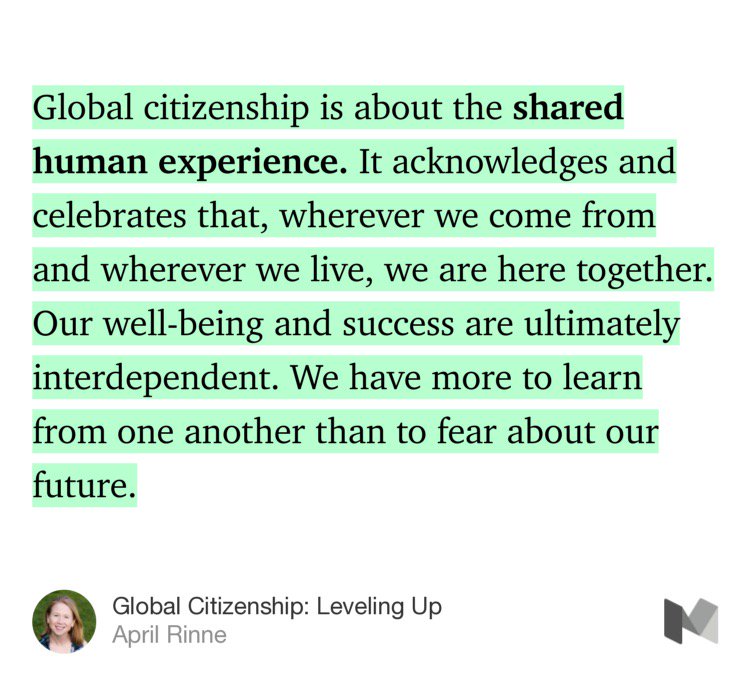 Global citizenship is about the shared
human experience. It acknowledges and
celebrates that, wherever we come from
and wherever we live, we are here together.
Our well-being and success are ultimately
interdependent. We have more to learn
from one another than to fear about our
future.
Global Citizenship: Leveling Up
April Rinne